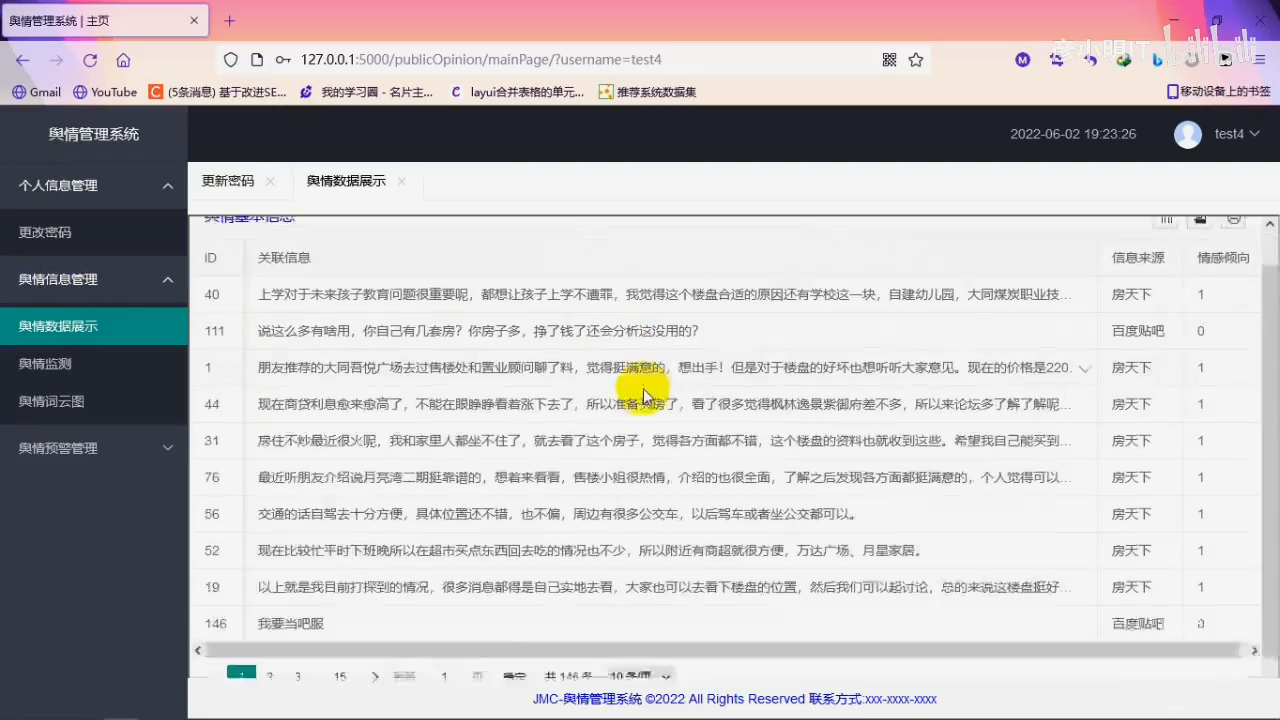 舆情管理系统 | 主页
127.0.0.1:5000/publicOpinion/mainPage/?username=test4
Gmail
YouTube
(5条消息) 基于改进SE...
我的学习圈 - 名片主...
layui合并表格的单元...
推荐系统数据集
移动设备上的书签
舆情管理系统
2022-06-02 19:23:26
test4
个人信息管理
更改密码
舆情信息管理
舆情数据展示
舆情监测
舆情词云图
舆情预警管理
更新密码
舆情数据展示
舆情基本信息
ID 关联信息 信息来源 情感倾向
40 上学对于未来孩子教育问题很重要呢，都想让孩子上学不遭罪，我觉得这个楼盘合适的原因还有学校这一块，自建幼儿园，大同煤炭职业技... 房天下 1
111 说这么多有啥用，你自己有几套房？你房子多，挣了钱了还会分析这没用的？ 百度贴吧 0
1 朋友推荐的大同吾悦广场去过售楼处和置业顾问聊了料，觉得挺满意的，想出手！但是对于楼盘的好坏也想听听大家意见。现在的价格是220. 房天下 1
44 现在商贷利息愈来愈高了，不能在眼睁睁看着涨下去了，所以准备购房了，看了很多觉得枫林逸景紫御府差不多，所以来论坛多了解了解呢... 房天下 1
31 房住不炒最近很火呢，我和家里人都坐不住了，就去看了这个房子，觉得各方面都不错，这个楼盘的资料也就收到这些。希望我自己能买到... 房天下 1
76 最近听朋友介绍说月亮湾二期挺靠谱的，想着来看看，售楼小姐很热情，介绍的也很全面，了解之后发现各方面都挺满意的，个人觉得可以... 房天下 1
56 交通的话自驾去十分方便，具体位置还不错，也不偏，周边有很多公交车，以后驾车或者坐公交都可以。 房天下 1
52 现在比较忙平时下班晚所以在超市买点东西回去吃的情况也不少，所以附近有商超就很方便，万达广场、月星家居。 房天下 1
19 以上就是我目前打探到的情况，很多消息都得是自己实地去看，大家也可以去看下楼盘的位置，然后我们可以起讨论，总的来说这楼盘挺好... 房天下 1
146 我要当吧服 百度贴吧 0
1 2 3 15 1 页 确定 共 146 条 10 条/页
JMC-舆情管理系统 ©2022 All Rights Reserved 联系方式:xxx-xxxx-xxxx